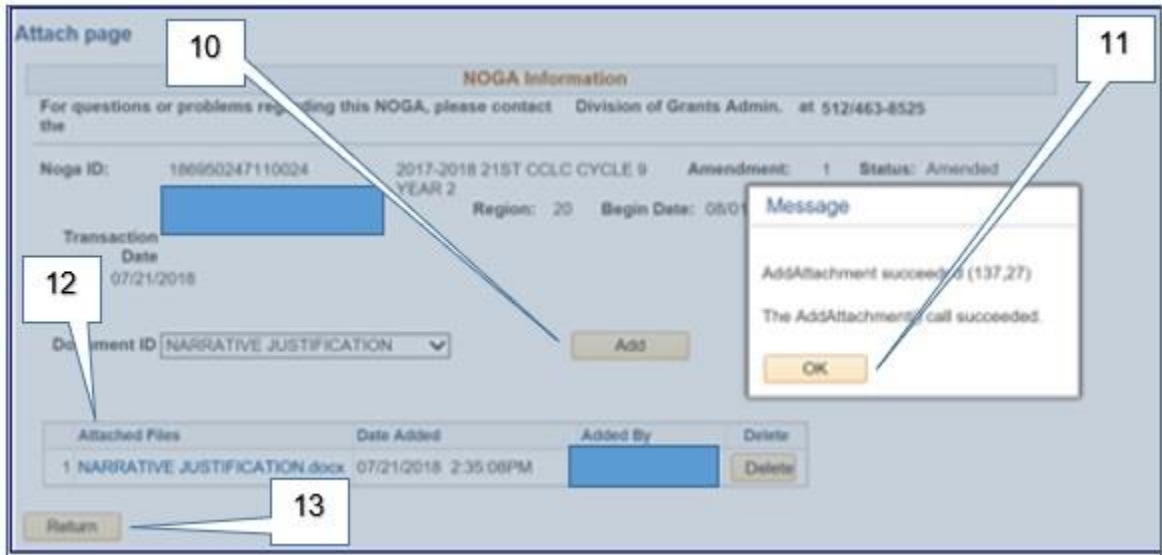 Attach page
10
11
NOGA Information
For questions or problems regarding this NOGA, please contact Division of Grants Admin. at 512/463-8525
the
Noga ID: 186950247110024 2017-2018 21ST CCLC CYCLE 9 Amendment: 1 Status: Amended
YEAR 2
Region: 20 Begin Date: 08/01
Message
Transaction
Date
07/21/2018
AddAttachment succeeded (137,27)
12
The AddAttachment call succeeded.
Document ID NARRATIVE JUSTIFICATION Add
OK
Attached Files Date Added Added By Delete
1 NARRATIVE JUSTIFICATION.docx 07/21/2018 2:35:08PM Delete
13
Return